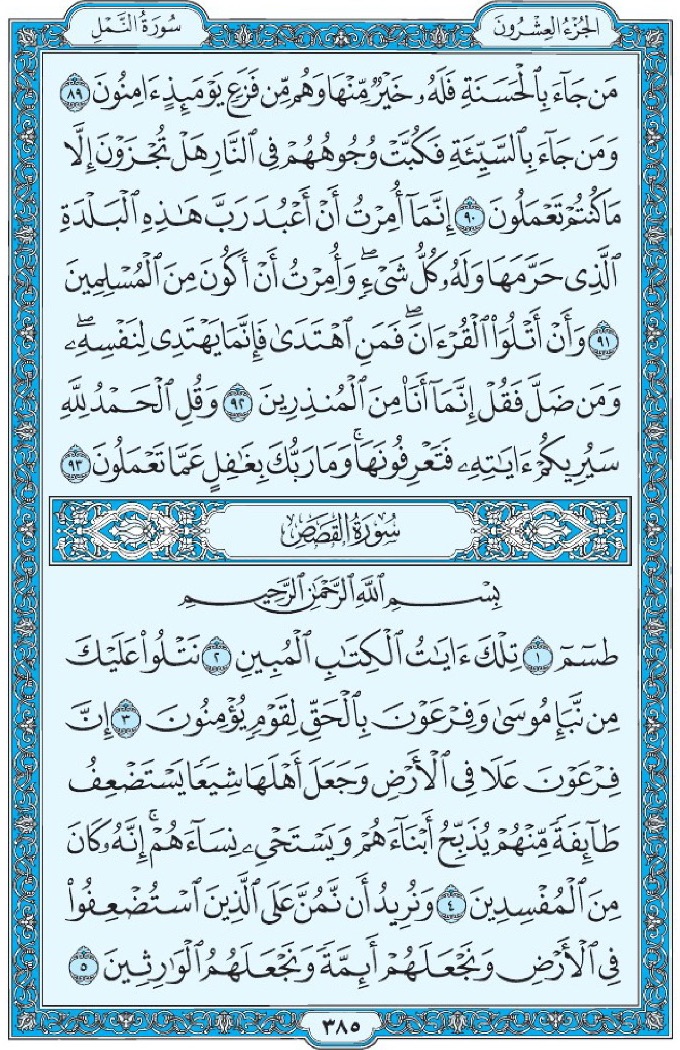 الجُزْءُ العِشْرُونَ
سُورَةُ النَّمْلِ
مَن جَآءَ بِٱلْحَسَنَةِ فَلَهُۥ خَيْرٌ مِّنْهَا وَهُم مِّن فَزَعٍ يَوْمَئِذٍ ءَامِنُونَ ٨٩
وَمَن جَآءَ بِٱلسَّيِّئَةِ فَكُبَّتْ وُجُوهُهُمْ فِى ٱلنَّارِ هَلْ تُجْزَوْنَ إِلَّا
مَا كُنتُمْ تَعْمَلُونَ ٩٠ إِنَّمَآ أُمِرْتُ أَنْ أَعْبُدَ رَبَّ هَـٰذِهِ ٱلْبَلْدَةِ
ٱلَّذِى حَرَّمَهَا وَلَهُۥ كُلُّ شَىْءٍۖ وَأُمِرْتُ أَنْ أَكُونَ مِنَ ٱلْمُسْلِمِينَ
٩١ وَأَنْ أَتْلُوَا۟ ٱلْقُرْءَانَۖ فَمَنِ ٱهْتَدَىٰ فَإِنَّمَا يَهْتَدِى لِنَفْسِهِۦۖ
وَمَن ضَلَّ فَقُلْ إِنَّمَآ أَنَا۠ مِنَ ٱلْمُنذِرِينَ ٩٢ وَقُلِ ٱلْحَمْدُ لِلَّهِ
سَيُرِيكُمْ ءَايَـٰتِهِۦ فَتَعْرِفُونَهَاۚ وَمَا رَبُّكَ بِغَـٰفِلٍ عَمَّا تَعْمَلُونَ ٩٣
سُورَةُ القَصَصِ
بِسْمِ ٱللَّهِ ٱلرَّحْمَـٰنِ ٱلرَّحِيمِ
طسٓمٓ ١ تِلْكَ ءَايَـٰتُ ٱلْكِتَـٰبِ ٱلْمُبِينِ ٢ نَتْلُوا۟ عَلَيْكَ
مِن نَّبَإِ مُوسَىٰ وَفِرْعَوْنَ بِٱلْحَقِّ لِقَوْمٍ يُؤْمِنُونَ ٣ إِنَّ
فِرْعَوْنَ عَلَا فِى ٱلْأَرْضِ وَجَعَلَ أَهْلَهَا شِيَعًا يَسْتَضْعِفُ
طَآئِفَةً مِّنْهُمْ يُذَبِّحُ أَبْنَآءَهُمْ وَيَسْتَحْىِۦ نِسَآءَهُمْۚ إِنَّهُۥ كَانَ
مِنَ ٱلْمُفْسِدِينَ ٤ وَنُرِيدُ أَن نَّمُنَّ عَلَى ٱلَّذِينَ ٱسْتُضْعِفُوا۟
فِى ٱلْأَرْضِ وَنَجْعَلَهُمْ أَئِمَّةً وَنَجْعَلَهُمُ ٱلْوَٰرِثِينَ ٥
٣٨٥